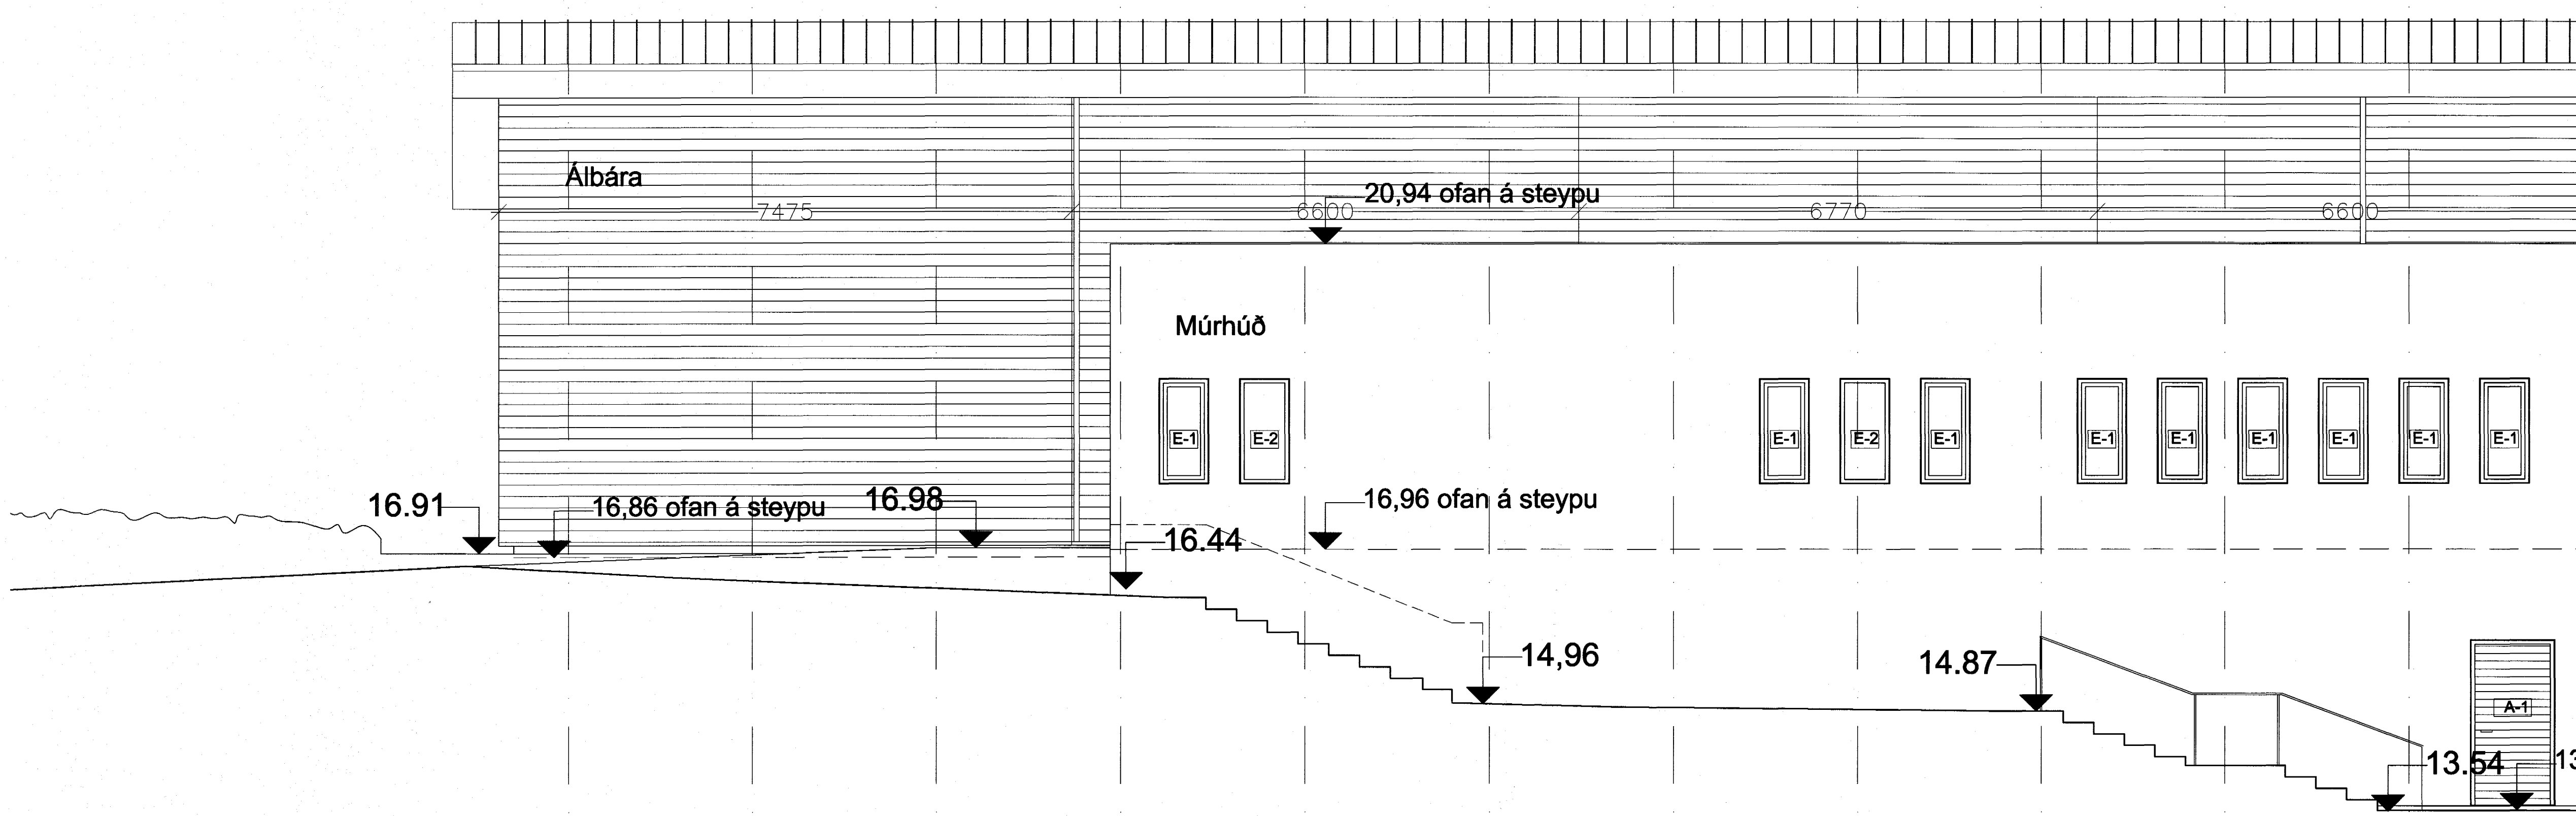 Álbára
20,94 ofan á steypu
7475
6600
6770
6600
Múrhúð
E-1
E-2
E-1
E-2
E-1
E-1
E-1
E-1
E-1
E-1
E-1
16.91
16,86 ofan á steypu
16.98
16,96 ofan á steypu
16.44
14,96
14.87
A-1
13.54
13